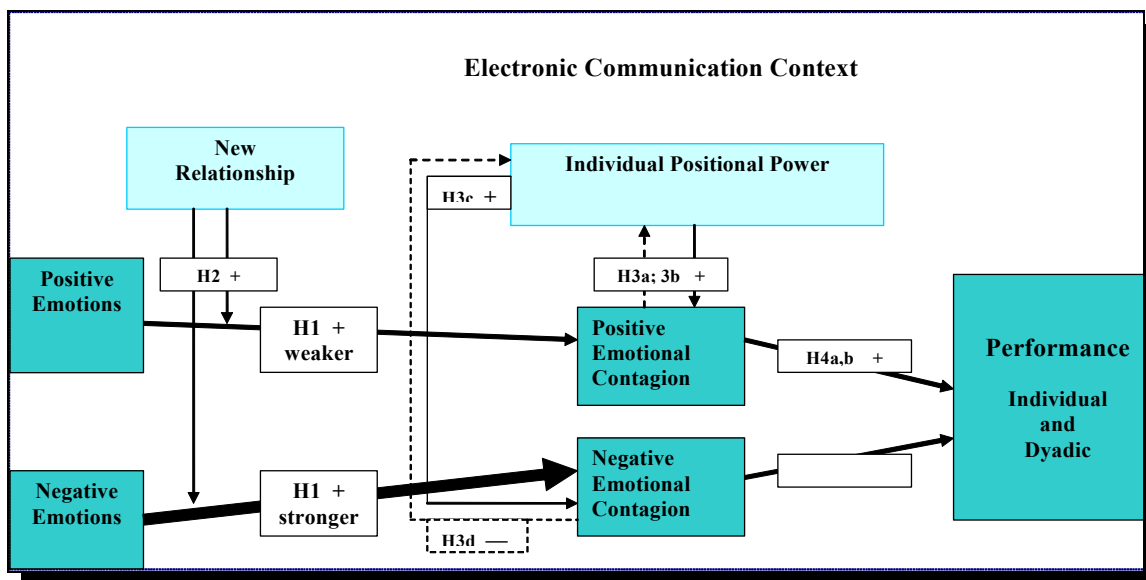 Electronic Communication Context
New
Relationship
Individual Positional Power
H3c +
H2 +
H3a; 3b +
Positive
Emotions
H1 +
weaker
Positive
Emotional
Contagion
H4a,b +
Performance
Individual
and
Dyadic
Negative
Emotions
H1 +
stronger
Negative
Emotional
Contagion
H3d —